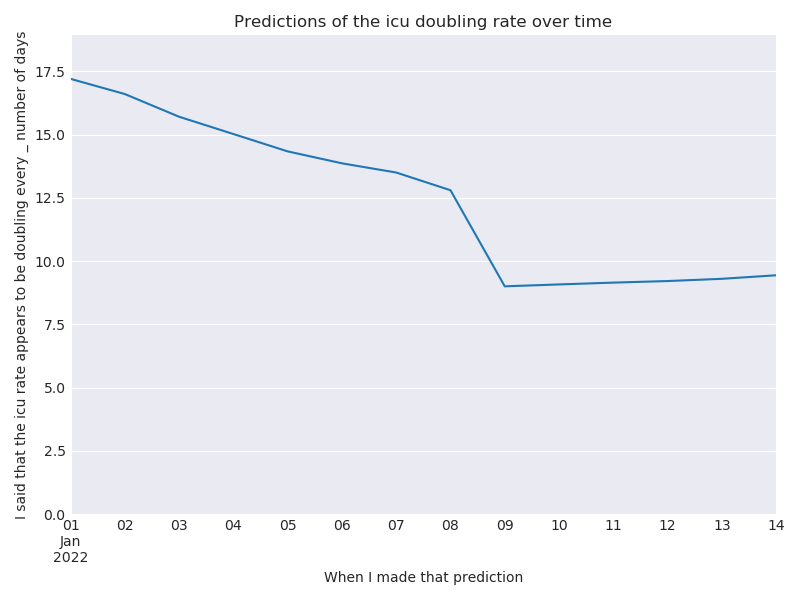 Predictions of the icu doubling rate over time
I said that the icu rate appears to be doubling every _ number of days
17.5
15.0
12.5
10.0
7.5
5.0
2.5
0.0
01 02 03 04 05 06 07 08 09 10 11 12 13 14
Jan
2022
When I made that prediction